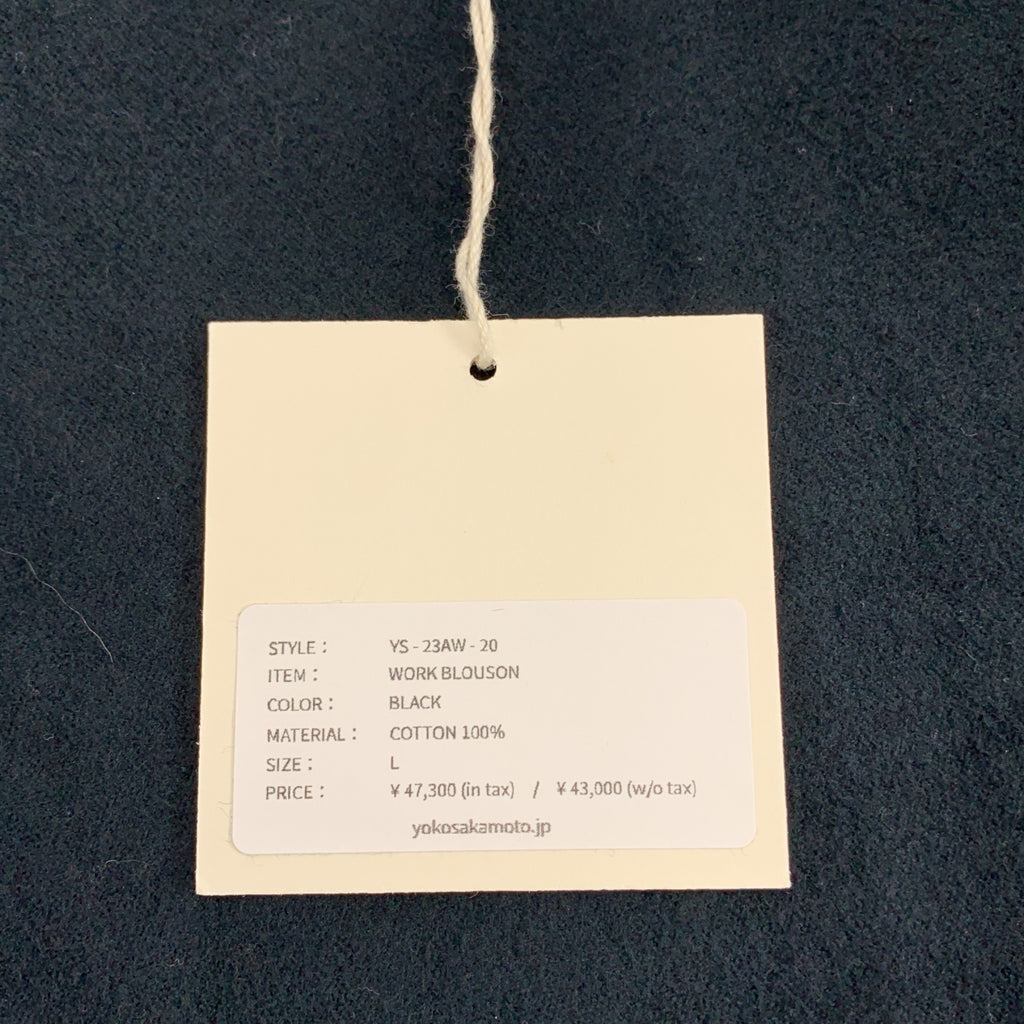 STYLE： YS - 23AW - 20
ITEM： WORK BLOUSON
COLOR： BLACK
MATERIAL： COTTON 100%
SIZE： L
PRICE： ¥ 47,300 (in tax) / ¥ 43,000 (w/o tax)
yokosakamoto.jp